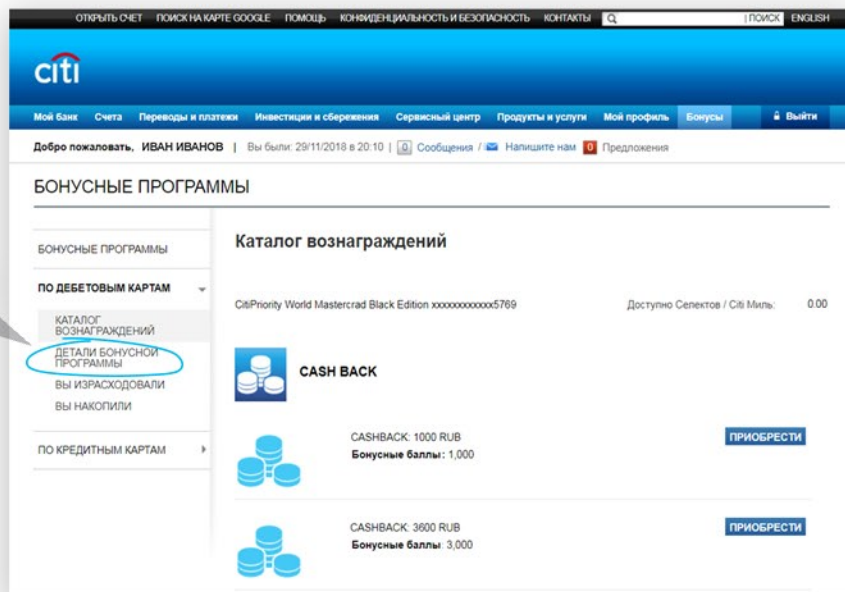 ОТКРЫТЬ СЧЕТ ПОИСК НА КАРТЕ GOOGLE ПОМОЩЬ КОНФИДЕНЦИАЛЬНОСТЬ И БЕЗОПАСНОСТЬ КОНТАКТЫ | ПОИСК ENGLISH
citi
Мой банк Счета Переводы и платежи Инвестиции и сбережения Сервисный центр Продукты и услуги Мой профиль Бонусы Выйти
Добро пожаловать, ИВАН ИВАНОВ | Вы были: 29/11/2018 в 20:10 | 0 Сообщения / Напишите нам 0 Предложения
БОНУСНЫЕ ПРОГРАММЫ
БОНУСНЫЕ ПРОГРАММЫ
ПО ДЕБЕТОВЫМ КАРТАМ
КАТАЛОГ
ВОЗНАГРАЖДЕНИЙ
ДЕТАЛИ БОНУСНОЙ
ПРОГРАММЫ
ВЫ ИЗРАСХОДОВАЛИ
ВЫ НАКОПИЛИ
ПО КРЕДИТНЫМ КАРТАМ
Каталог вознаграждений
CitiPriority World Mastercrad Black Edition xxxxxxxxxxxx5769 Доступно Селектов / Citi Миль: 0.00
CASH BACK
CASHBACK: 1000 RUB ПРИОБРЕСТИ
Бонусные баллы: 1,000
CASHBACK: 3600 RUB ПРИОБРЕСТИ
Бонусные баллы: 3,000